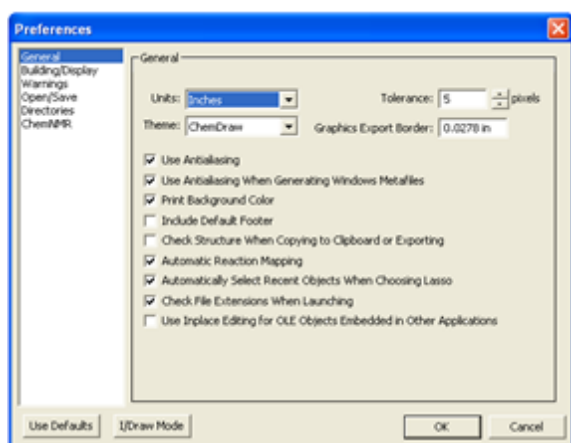 Preferences
General
Building/Display
Warnings
Open/Save
Directories
ChemNMR
General
Units: Inches
Tolerance: 5 pixels
Theme: ChemDraw
Graphics Export Border: 0.0278 in
Use Antialiasing
Use Antialiasing When Generating Windows Metafiles
Print Background Color
Include Default Footer
Check Structure When Copying to Clipboard or Exporting
Automatic Reaction Mapping
Automatically Select Recent Objects When Choosing Lasso
Check File Extensions When Launching
Use Inplace Editing for OLE Objects Embedded in Other Applications
Use Defaults
I/Draw Mode
OK
Cancel